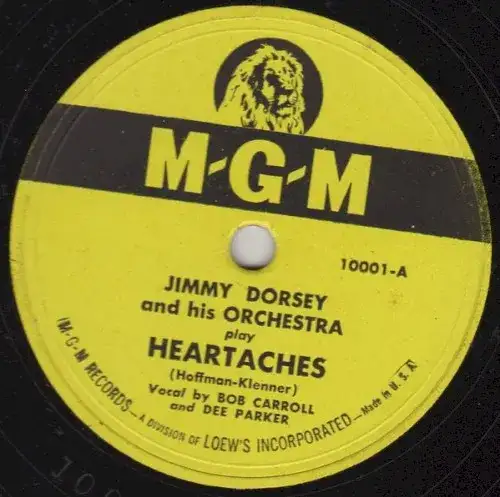 M-G-M
10001-A
JIMMY DORSEY
and his ORCHESTRA
play
HEARTACHES
(Hoffman-Klenner)
Vocal by BOB CARROLL
and DEE PARKER
(M-G-M RECORDS—A DIVISION OF LOEW'S INCORPORATED—Made in U. S. A.)